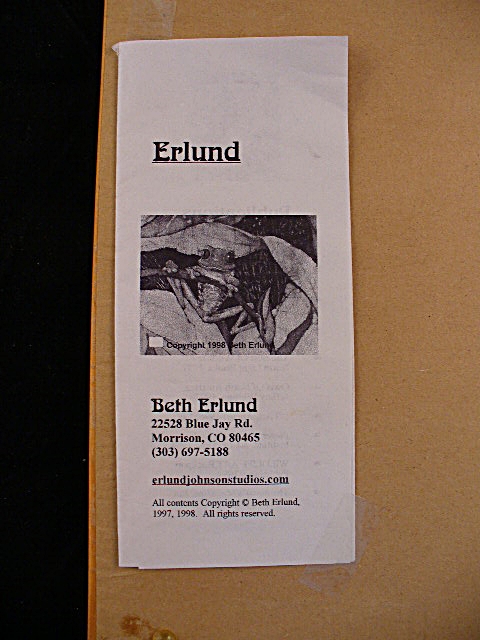 Erlund
Copyright 1998 Beth Erlund
Beth Erlund
22528 Blue Jay Rd.
Morrison, CO 80465
(303) 697-5188
erlundjohnsonstudios.com
All contents Copyright © Beth Erlund,
1997, 1998. All rights reserved.